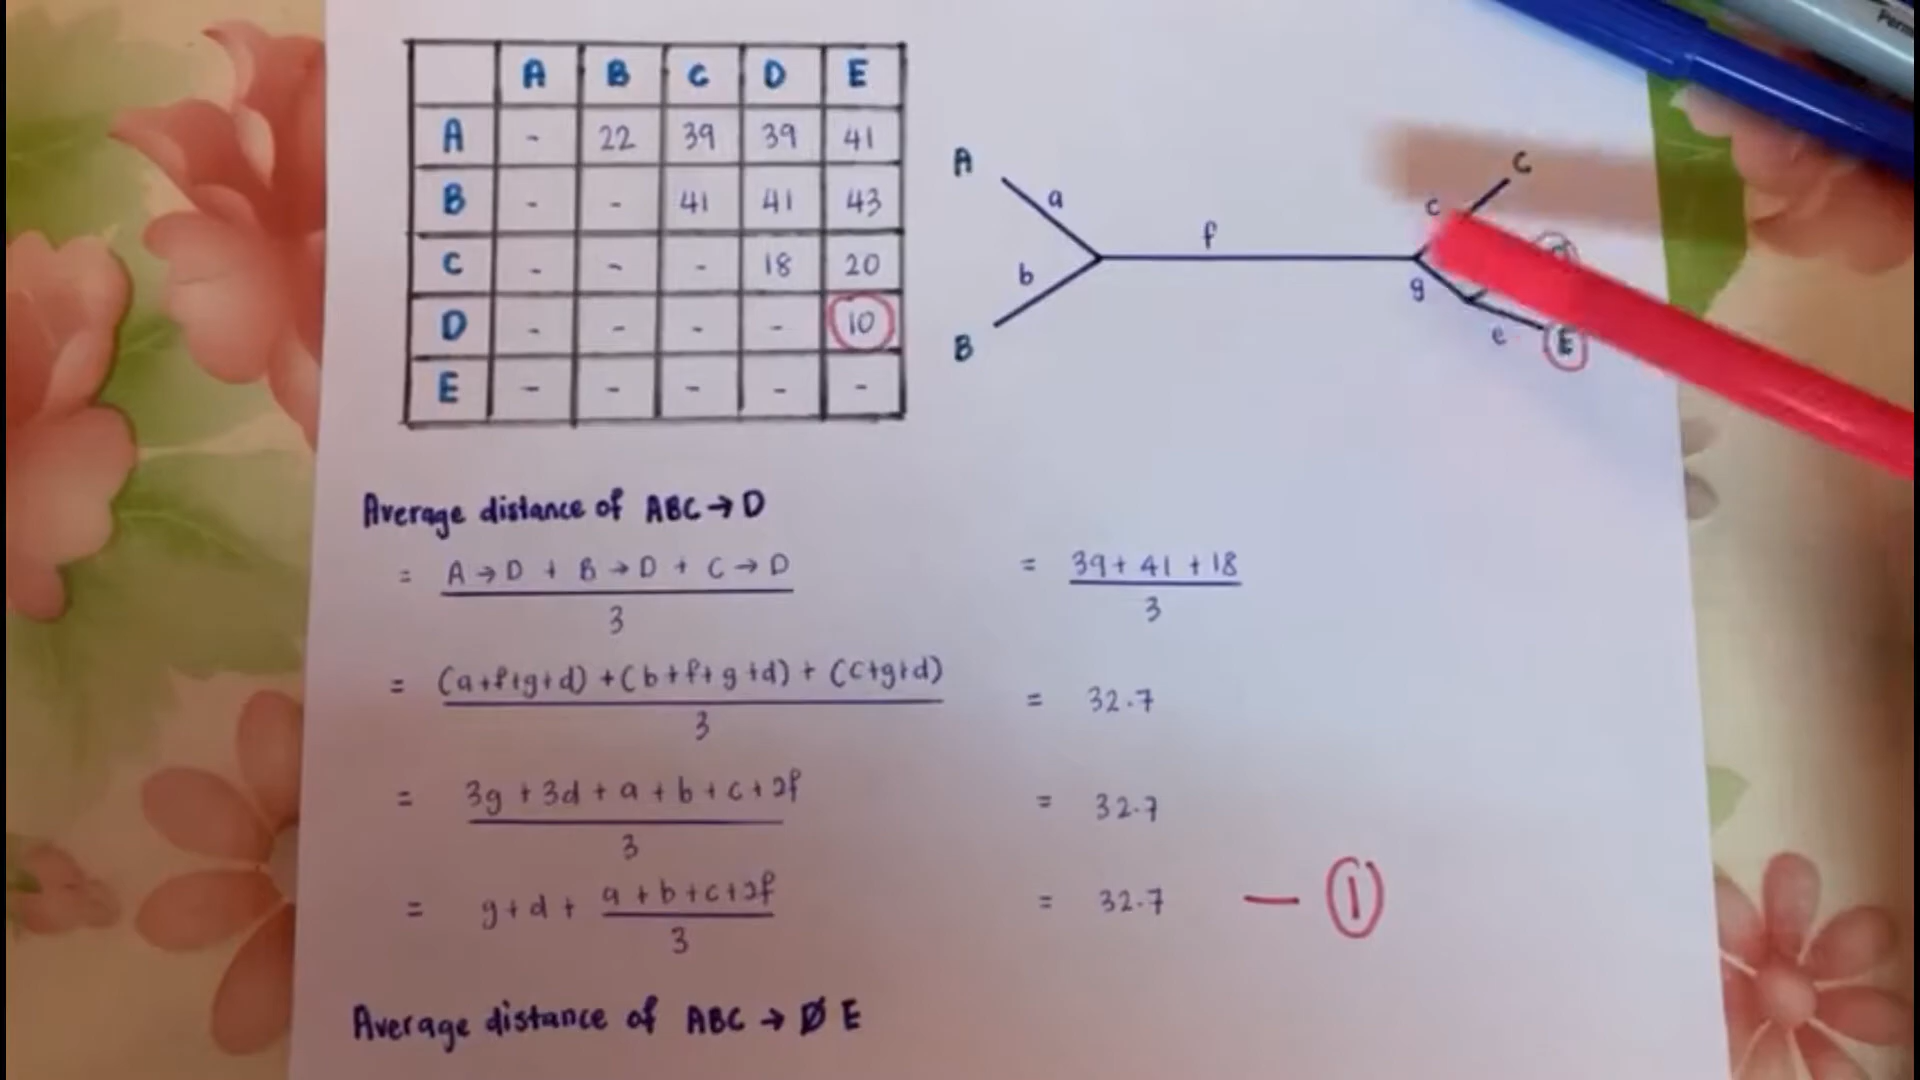 A B C D E
A - 22 39 39 41
B - - 41 41 43
C - - - 18 20
D - - - - 10
E - - - - -
A
a
b
B
f
C
c
g
e
E
Average distance of ABC → D
= A → D + B → D + C → D
3
= 39 + 41 + 18
3
= (a+f+g+d) + (b+f+g+d) + (c+g+d)
3
= 32.7
= 3g + 3d + a + b + c + 2f
3
= 32.7
= g + d + a + b + c + 2f
3
= 32.7 — 1
Average distance of ABC → E